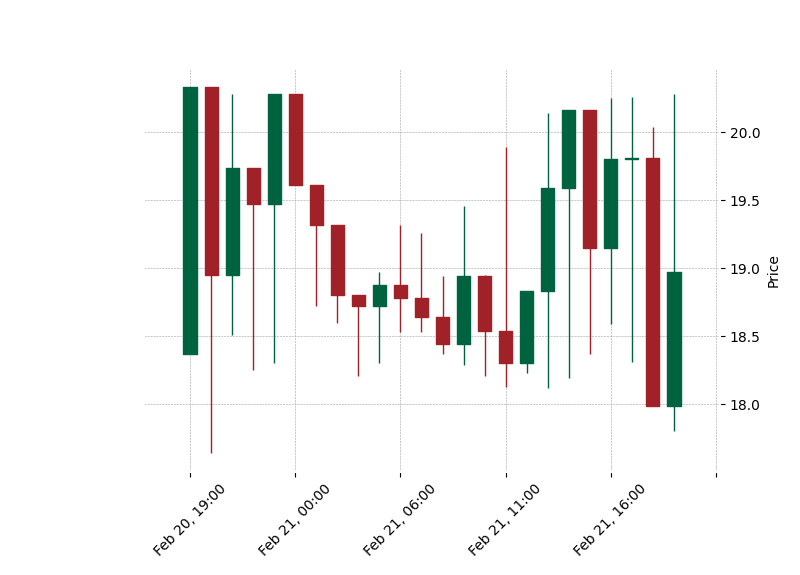 20.0
19.5
19.0
18.5
18.0
Price
Feb 20, 19:00
Feb 21, 00:00
Feb 21, 06:00
Feb 21, 11:00
Feb 21, 16:00